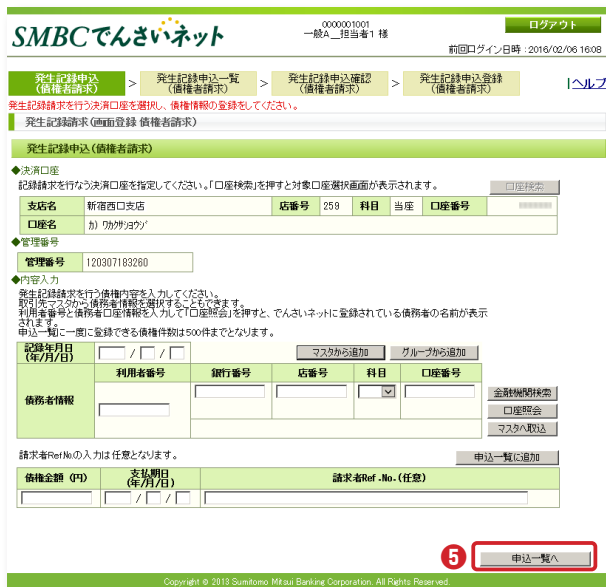 SMBCでんさいネット
0000001001
一般A__担当者1 様
ログアウト
前回ログイン日時：2016/02/06 16:08
発生記録申込
（債権者請求）
>
発生記録申込一覧
（債権者請求）
>
発生記録申込確認
（債権者請求）
>
発生記録申込登録
（債権者請求）
|ヘルプ
発生記録請求を行う決済口座を選択し、債権情報の登録をしてください。
発生記録請求（画面登録 債権者請求）
発生記録申込（債権者請求）
◆決済口座
記録請求を行なう決済口座を指定してください。「口座検索」を押すと対象口座選択画面が表示されます。
口座検索
支店名 新宿西口支店 店番号 259 科目 当座 口座番号
口座名 カ）ワカクサショウジ
◆管理番号
管理番号 120307183260
◆内容入力
発生記録請求を行う債権内容を入力してください。
取引先マスタから債務者情報を選択することもできます。
利用者番号と債務者口座情報を入力して「口座照会」を押すと、でんさいネットに登録されている債務者の名前が表示
されます。
申込一覧に一度に登録できる債権件数は500件までとなります。
記録年月日
（年/月/日）
/ /
マスタから追加
グループから追加
債務者情報
利用者番号 銀行番号 店番号 科目 口座番号
金融機関検索
口座照会
マスタへ取込
請求者Ref.No.の入力は任意となります。
申込一覧に追加
債権金額（円）
支払期日
（年/月/日）
請求者Ref.No.（任意）
/ /
5
申込一覧へ
Copyright © 2013 Sumitomo Mitsui Banking Corporation. All Rights Reserved.